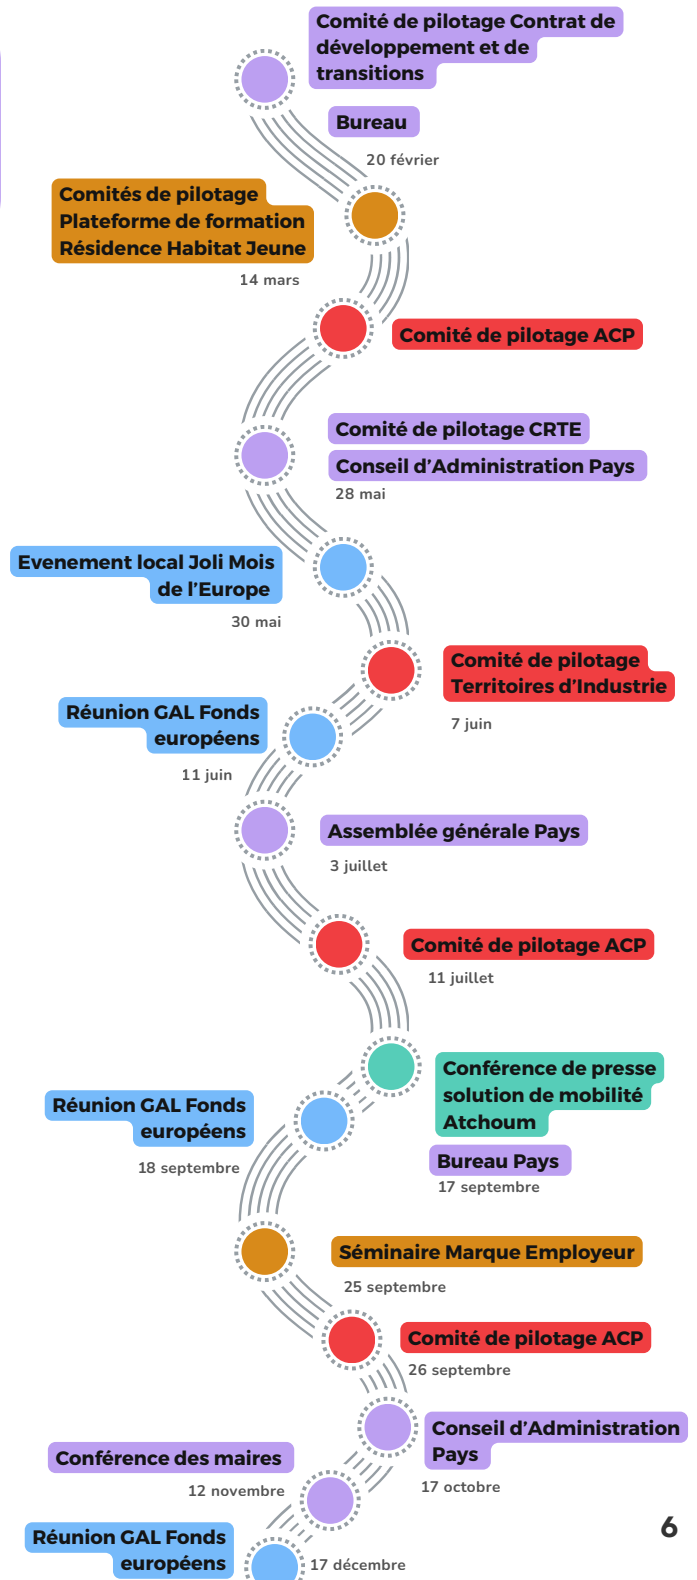 Comité de pilotage Contrat de
développement et de
transitions
Bureau
20 février
Comités de pilotage
Plateforme de formation
Résidence Habitat Jeune
14 mars
Comité de pilotage ACP
Comité de pilotage CRTE
Conseil d'Administration Pays
28 mai
Evenement local Joli Mois
de l'Europe
30 mai
Comité de pilotage
Territoires d'Industrie
7 juin
Réunion GAL Fonds
européens
11 juin
Assemblée générale Pays
3 juillet
Comité de pilotage ACP
11 juillet
Conférence de presse
solution de mobilité
Atchoum
Bureau Pays
17 septembre
Réunion GAL Fonds
européens
18 septembre
Séminaire Marque Employeur
25 septembre
Comité de pilotage ACP
26 septembre
Conseil d'Administration
Pays
17 octobre
Conférence des maires
12 novembre
Réunion GAL Fonds
européens
17 décembre
6